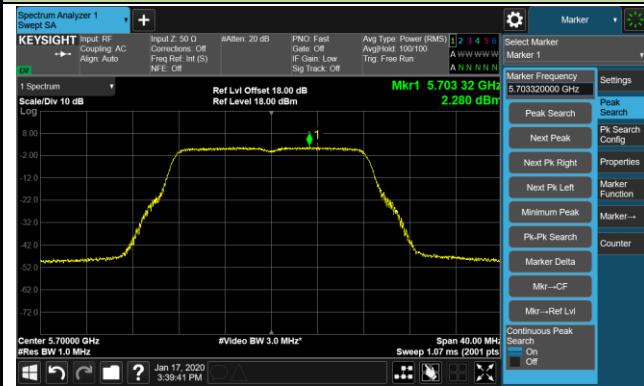 Spectrum Analyzer 1
Swept SA
Marker
KEYSIGHT
Input: RF
Coupling: AC
Align: Auto
Input Z: 50 Ω
Corrections: Off
Freq Ref: Int (S)
NFE: Off
#Atten: 20 dB
PNO: Fast
Gate: Off
IF Gain: Low
Sig Track: Off
Avg Type: Power (RMS)
Avg|Hold: 100/100
Trig: Free Run
1 2 3 4 5 6
A W W W W W
A N N N N N
Select Marker
Marker 1
1 Spectrum
Scale/Div 10 dB
Log
Ref Lvl Offset 18.00 dB
Ref Level 18.00 dBm
Mkr1 5.703 32 GHz
2.280 dBm
8.00
-2.00
-12.0
-22.0
-32.0
-42.0
-52.0
-62.0
-72.0
1
Center 5.70000 GHz
#Res BW 1.0 MHz
#Video BW 3.0 MHz*
Span 40.00 MHz
Sweep 1.07 ms (2001 pts)
Marker Frequency
5.703320000 GHz
Peak Search
Next Peak
Next Pk Right
Next Pk Left
Minimum Peak
Pk-Pk Search
Marker Delta
Mkr→CF
Mkr→Ref Lvl
Continuous Peak
Search
On
Off
Settings
Peak
Search
Pk Search
Config
Properties
Marker
Function
Marker→
Counter
Jan 17, 2020
3:39:41 PM